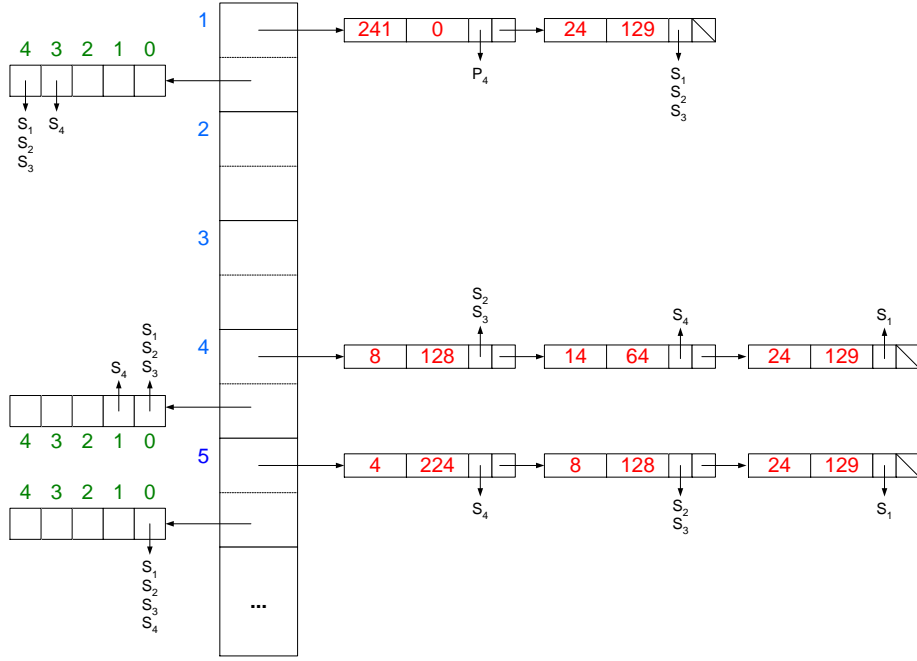 1
241 0
24 129
4 3 2 1 0
P₄
S₁
S₂
S₃
S₁
S₂
S₃
S₄
2
3
S₂
S₃
S₄
S₁
4
8 128
14 64
24 129
S₄
S₁
S₂
S₃
4 3 2 1 0
5
4 224
8 128
24 129
4 3 2 1 0
S₄
S₂
S₃
S₁
S₁
S₂
S₃
S₄
...